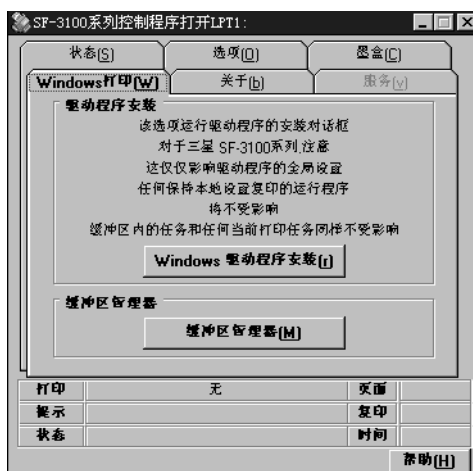 SF-3100系列控制程序打开LPT1:
状态(S) 选项(O) 墨盒(C)
Windows打印(W) 关于(b) 服务(v)
驱动程序安装
该选项运行驱动程序的安装对话框
对于三星 SF-3100系列,注意
这仅仅影响驱动程序的全局设置
任何保持本地设置复印的运行程序
将不受影响
缓冲区内的任务和任何当前打印任务同样不受影响
Windows 驱动程序安装(r)
缓冲区管理器
缓冲区管理器(M)
打印 无 页面
提示 复印
状态 时间
帮助(H)